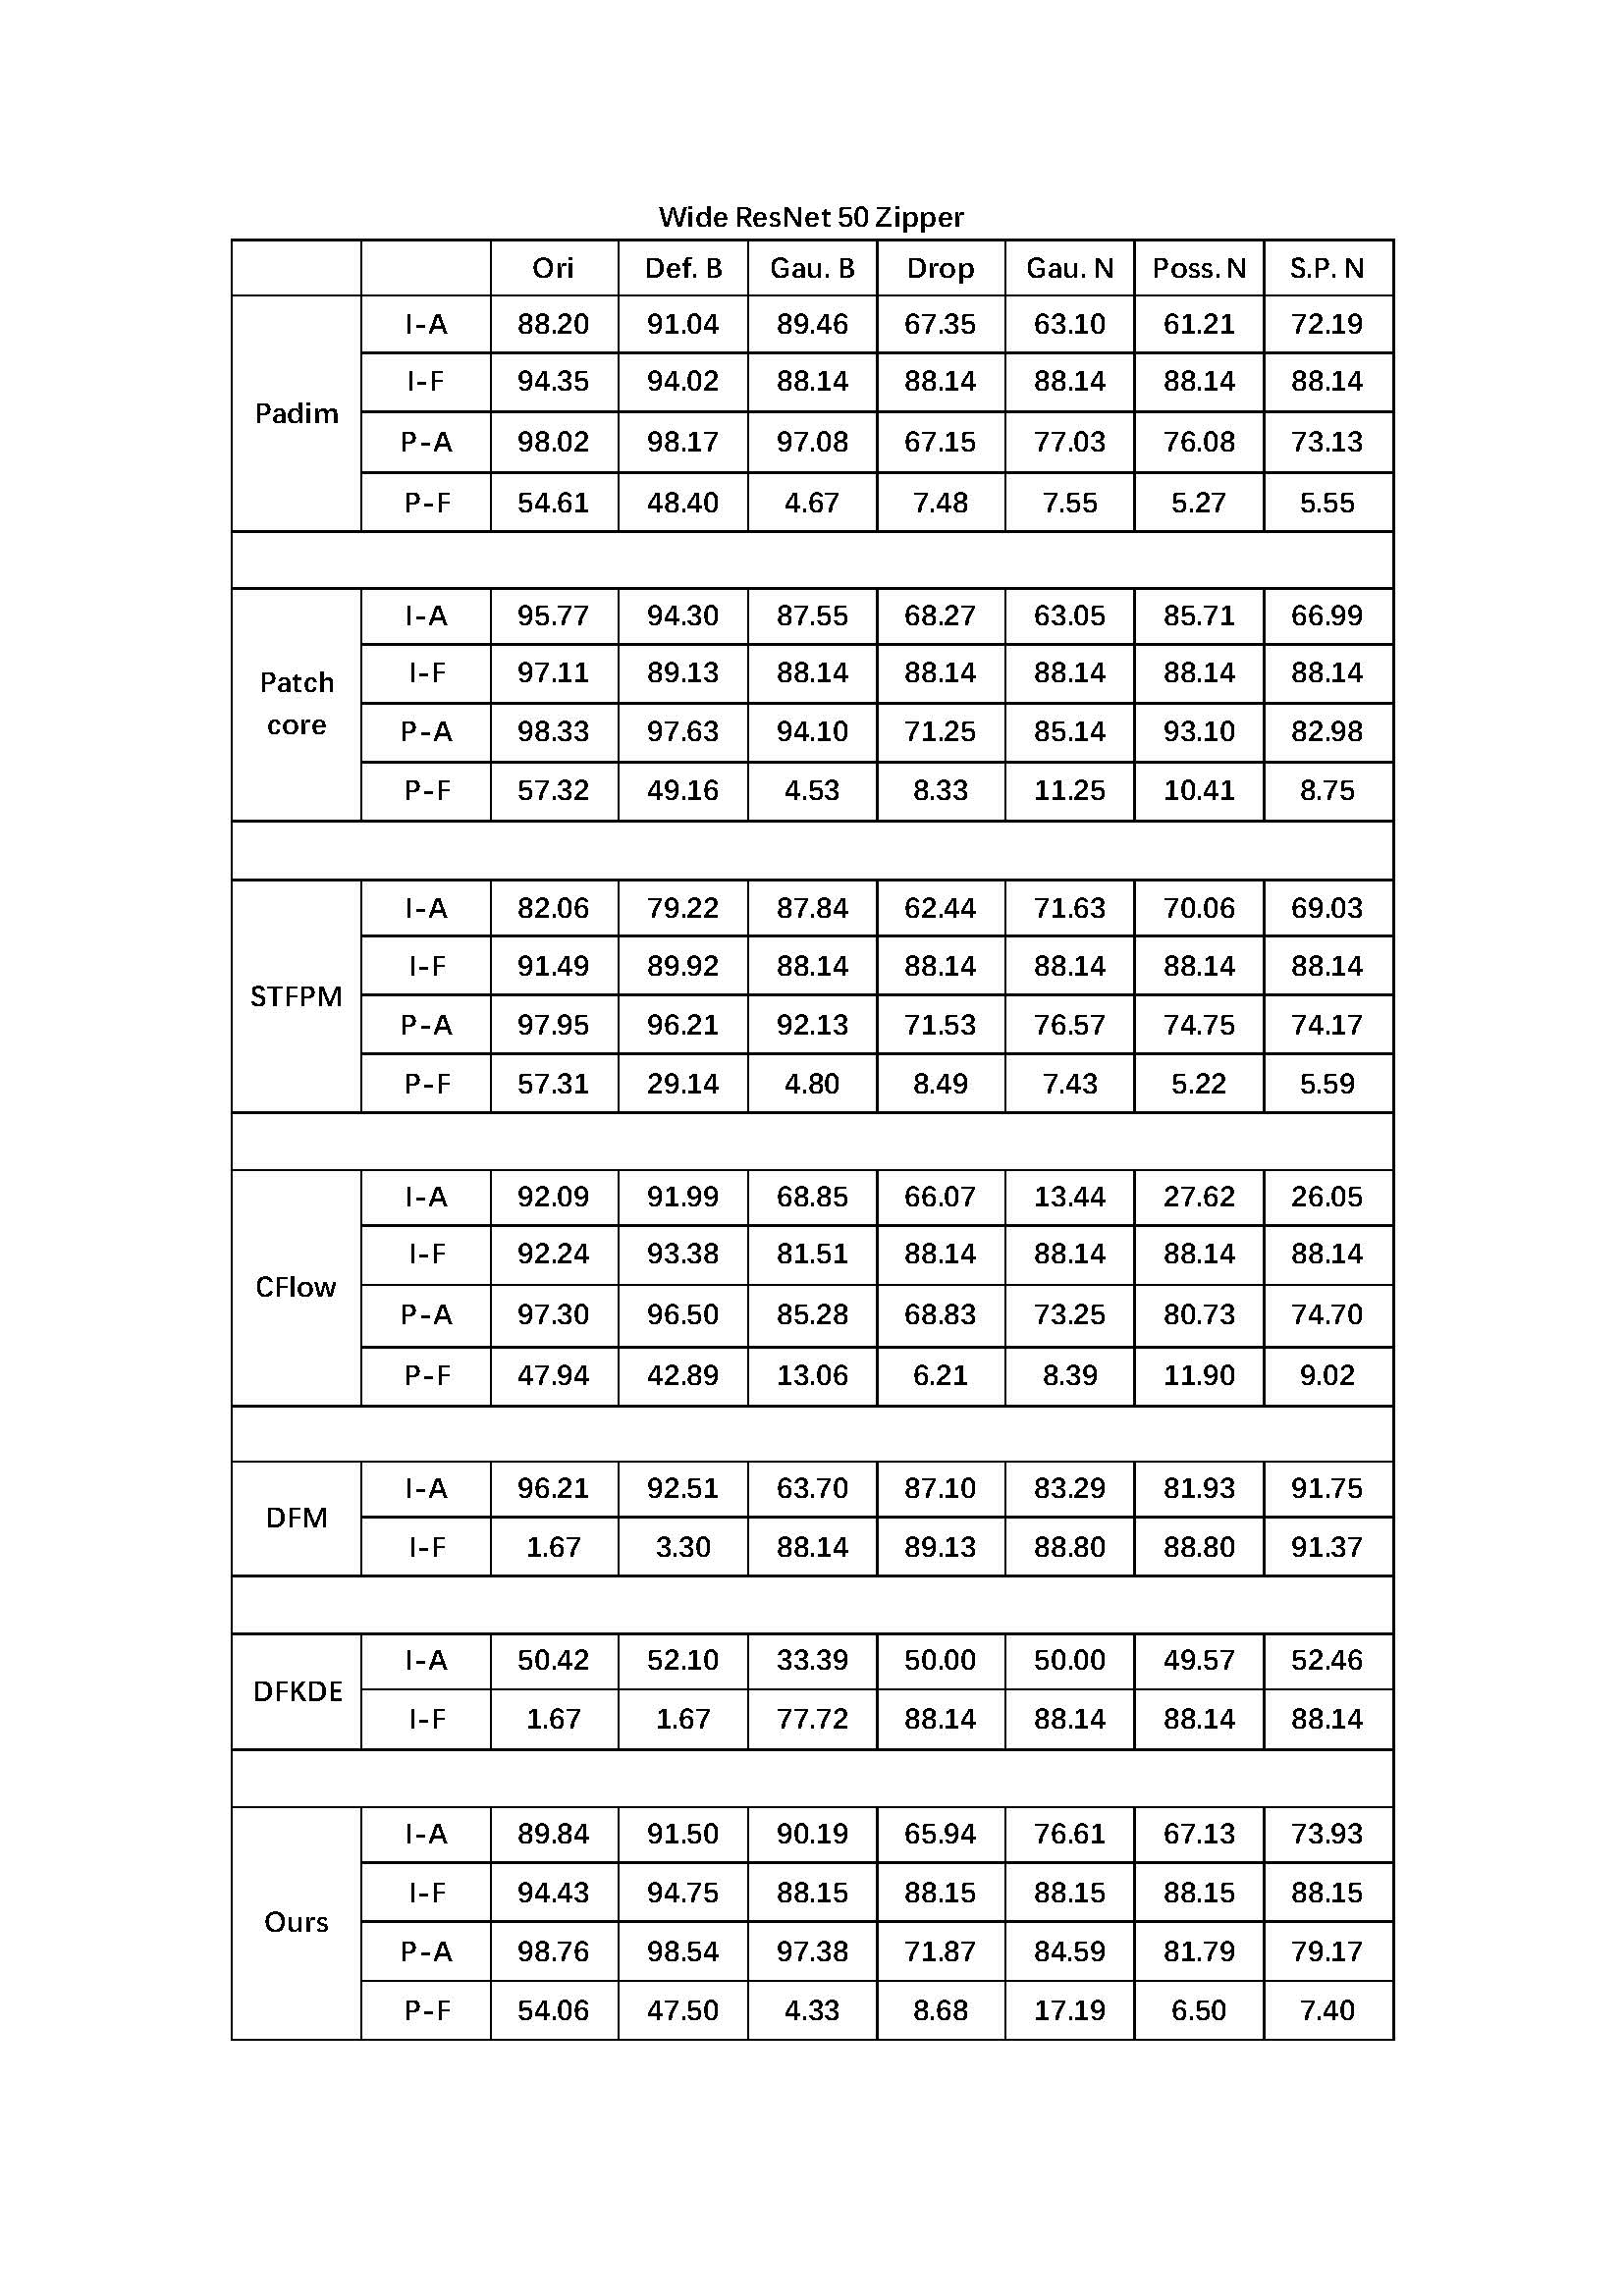 Wide ResNet 50 Zipper
Ori Def. B Gau. B Drop Gau. N Poss. N S.P. N
Padim
I-A 88.20 91.04 89.46 67.35 63.10 61.21 72.19
I-F 94.35 94.02 88.14 88.14 88.14 88.14 88.14
P-A 98.02 98.17 97.08 67.15 77.03 76.08 73.13
P-F 54.61 48.40 4.67 7.48 7.55 5.27 5.55
Patch
core
I-A 95.77 94.30 87.55 68.27 63.05 85.71 66.99
I-F 97.11 89.13 88.14 88.14 88.14 88.14 88.14
P-A 98.33 97.63 94.10 71.25 85.14 93.10 82.98
P-F 57.32 49.16 4.53 8.33 11.25 10.41 8.75
STFPM
I-A 82.06 79.22 87.84 62.44 71.63 70.06 69.03
I-F 91.49 89.92 88.14 88.14 88.14 88.14 88.14
P-A 97.95 96.21 92.13 71.53 76.57 74.75 74.17
P-F 57.31 29.14 4.80 8.49 7.43 5.22 5.59
CFlow
I-A 92.09 91.99 68.85 66.07 13.44 27.62 26.05
I-F 92.24 93.38 81.51 88.14 88.14 88.14 88.14
P-A 97.30 96.50 85.28 68.83 73.25 80.73 74.70
P-F 47.94 42.89 13.06 6.21 8.39 11.90 9.02
DFM
I-A 96.21 92.51 63.70 87.10 83.29 81.93 91.75
I-F 1.67 3.30 88.14 89.13 88.80 88.80 91.37
DFKDE
I-A 50.42 52.10 33.39 50.00 50.00 49.57 52.46
I-F 1.67 1.67 77.72 88.14 88.14 88.14 88.14
Ours
I-A 89.84 91.50 90.19 65.94 76.61 67.13 73.93
I-F 94.43 94.75 88.15 88.15 88.15 88.15 88.15
P-A 98.76 98.54 97.38 71.87 84.59 81.79 79.17
P-F 54.06 47.50 4.33 8.68 17.19 6.50 7.40